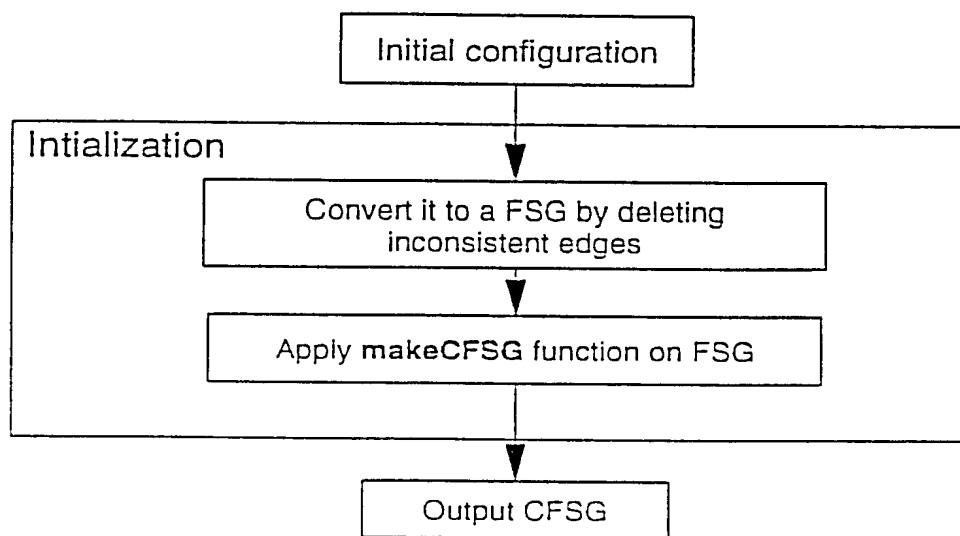 Initial configuration
Intialization
Convert it to a FSG by deleting
inconsistent edges
Apply makeCFSG function on FSG
Output CFSG